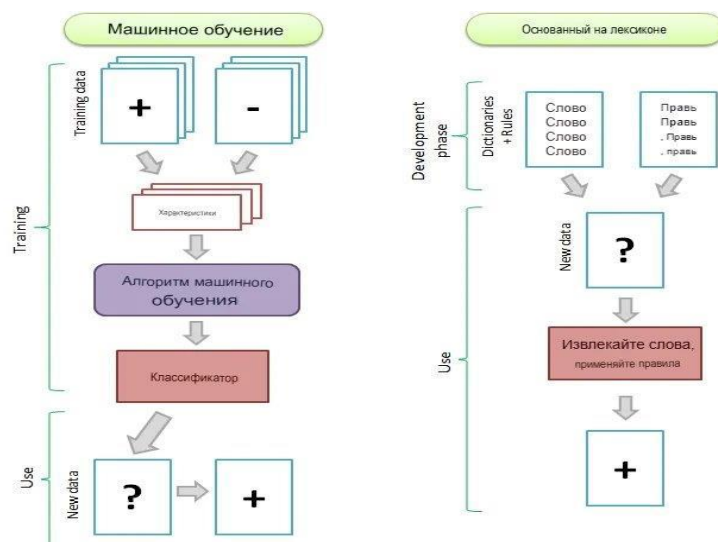 Машинное обучение
Training
Training data
+
-
Характеристики
Алгоритм машинного
обучения
Классификатор
Use
New data
?
+
Основанный на лексиконе
Development
phase
Dictionaries
+ Rules
Слово
Слово
Слово
Слово
Правь
Правь
, Правь
, правь
Use
New data
?
Извлекайте слова,
применяйте правила
+